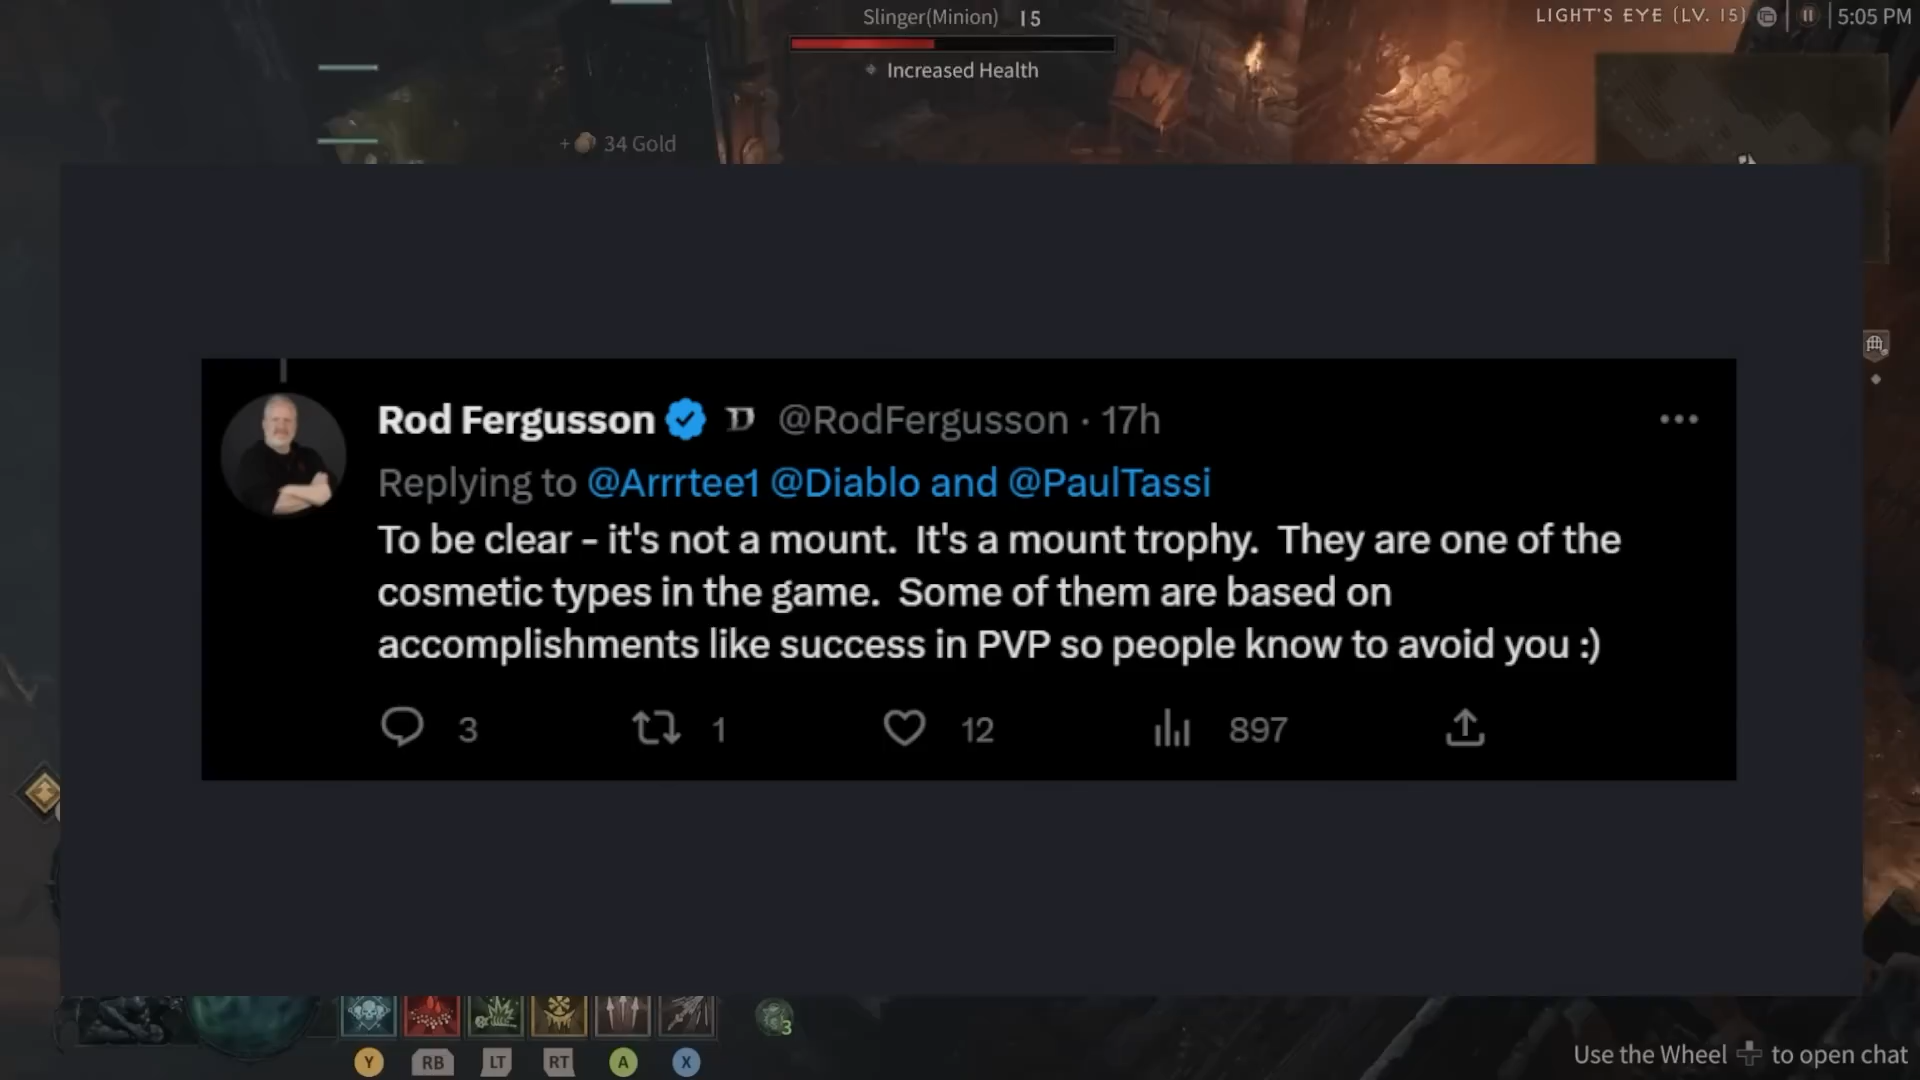 Slinger(Minion) 15
LIGHT'S EYE (LV. 15)
5:05 PM
Increased Health
+ 34 Gold
Rod Fergusson @RodFergusson · 17h
Replying to @Arrrtee1 @Diablo and @PaulTassi
To be clear - it's not a mount. It's a mount trophy. They are one of the
cosmetic types in the game. Some of them are based on
accomplishments like success in PVP so people know to avoid you :)
3 1 12 897
3
Y RB LT RT A X
Use the Wheel to open chat